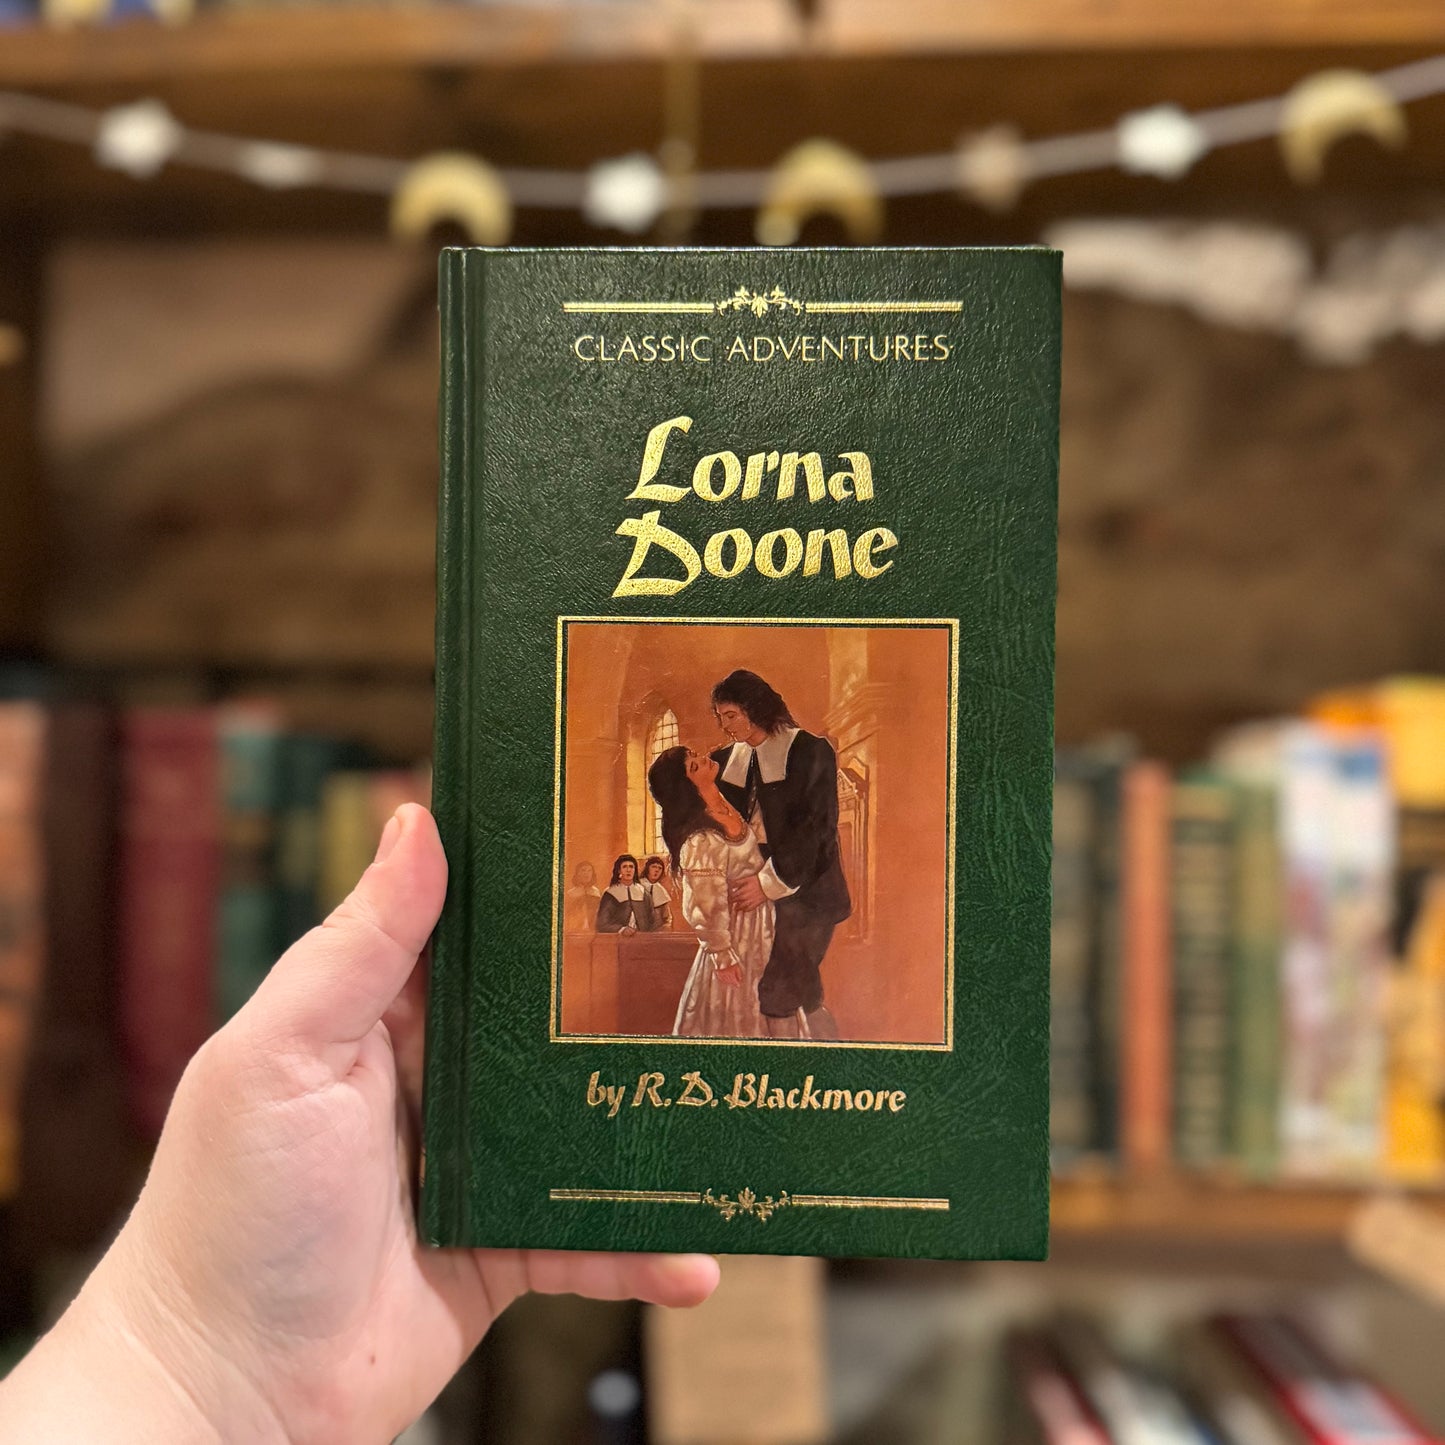 CLASSIC ADVENTURES
Lorna
Doone
by R. D. Blackmore